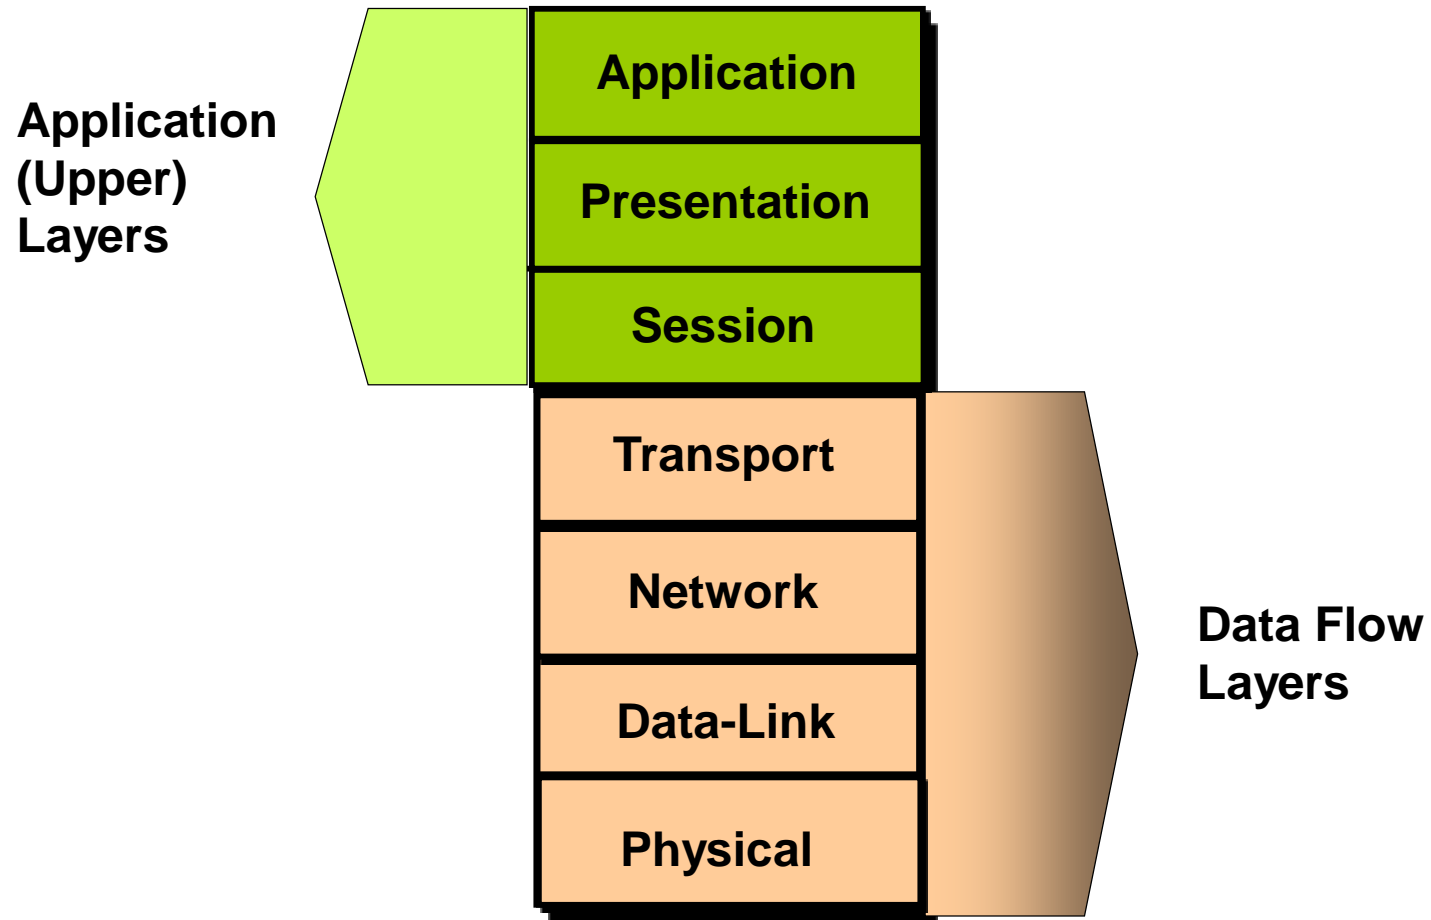 Application
(Upper)
Layers
Application
Presentation
Session
Transport
Network
Data-Link
Physical
Data Flow
Layers